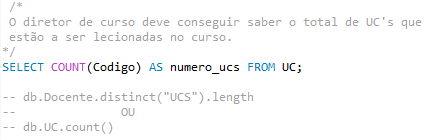 /*
O diretor de curso deve conseguir saber o total de UC's que
estão a ser lecionadas no curso.
*/
SELECT COUNT(Codigo) AS numero_ucs FROM UC;
-- db.Docente.distinct("UCS").length
-- OU
-- db.UC.count()